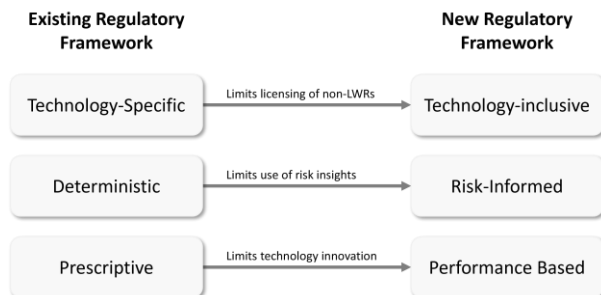 Existing Regulatory
Framework
New Regulatory
Framework
Technology-Specific
Limits licensing of non-LWRs
Technology-inclusive
Deterministic
Limits use of risk insights
Risk-Informed
Prescriptive
Limits technology innovation
Performance Based